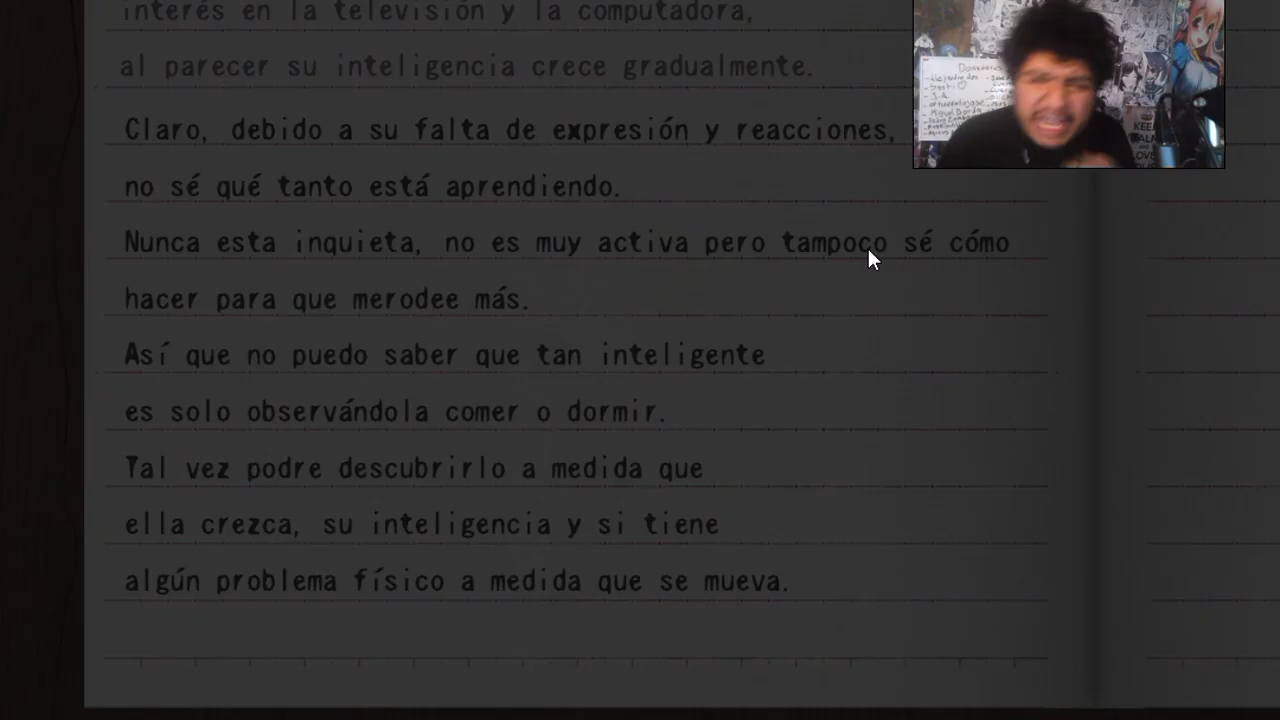 interés en la televisión y la computadora,
al parecer su inteligencia crece gradualmente.
Claro, debido a su falta de expresión y reacciones,
no sé qué tanto está aprendiendo.
Nunca esta inquieta, no es muy activa pero tampoco sé cómo
hacer para que merodee más.
Así que no puedo saber que tan inteligente
es solo observándola comer o dormir.
Tal vez podre descubrirlo a medida que
ella crezca, su inteligencia y si tiene
algún problema físico a medida que se mueva.
KEEP